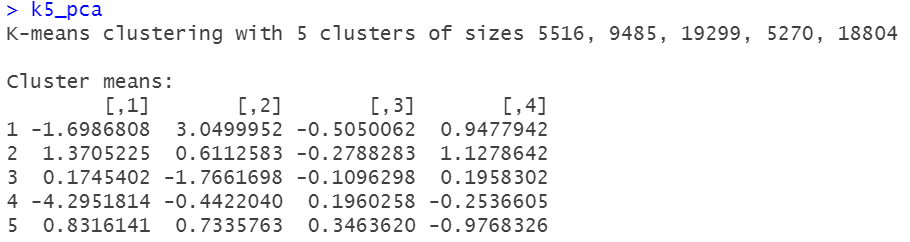 > k5_pca
K-means clustering with 5 clusters of sizes 5516, 9485, 19299, 5270, 18804
Cluster means:
[,1] [,2] [,3] [,4]
1 -1.6986808 3.0499952 -0.5050062 0.9477942
2 1.3705225 0.6112583 -0.2788283 1.1278642
3 0.1745402 -1.7661698 -0.1096298 0.1958302
4 -4.2951814 -0.4422040 0.1960258 -0.2536605
5 0.8316141 0.7335763 0.3463620 -0.9768326